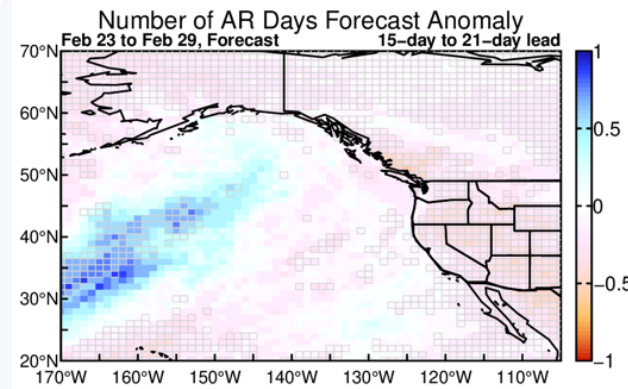 Number of AR Days Forecast Anomaly
Feb 23 to Feb 29, Forecast 15-day to 21-day lead
70°N
60°N
50°N
40°N
30°N
20°N
170°W 160°W 150°W 140°W 130°W 120°W 110°W
1
0.5
0
-0.5
-1